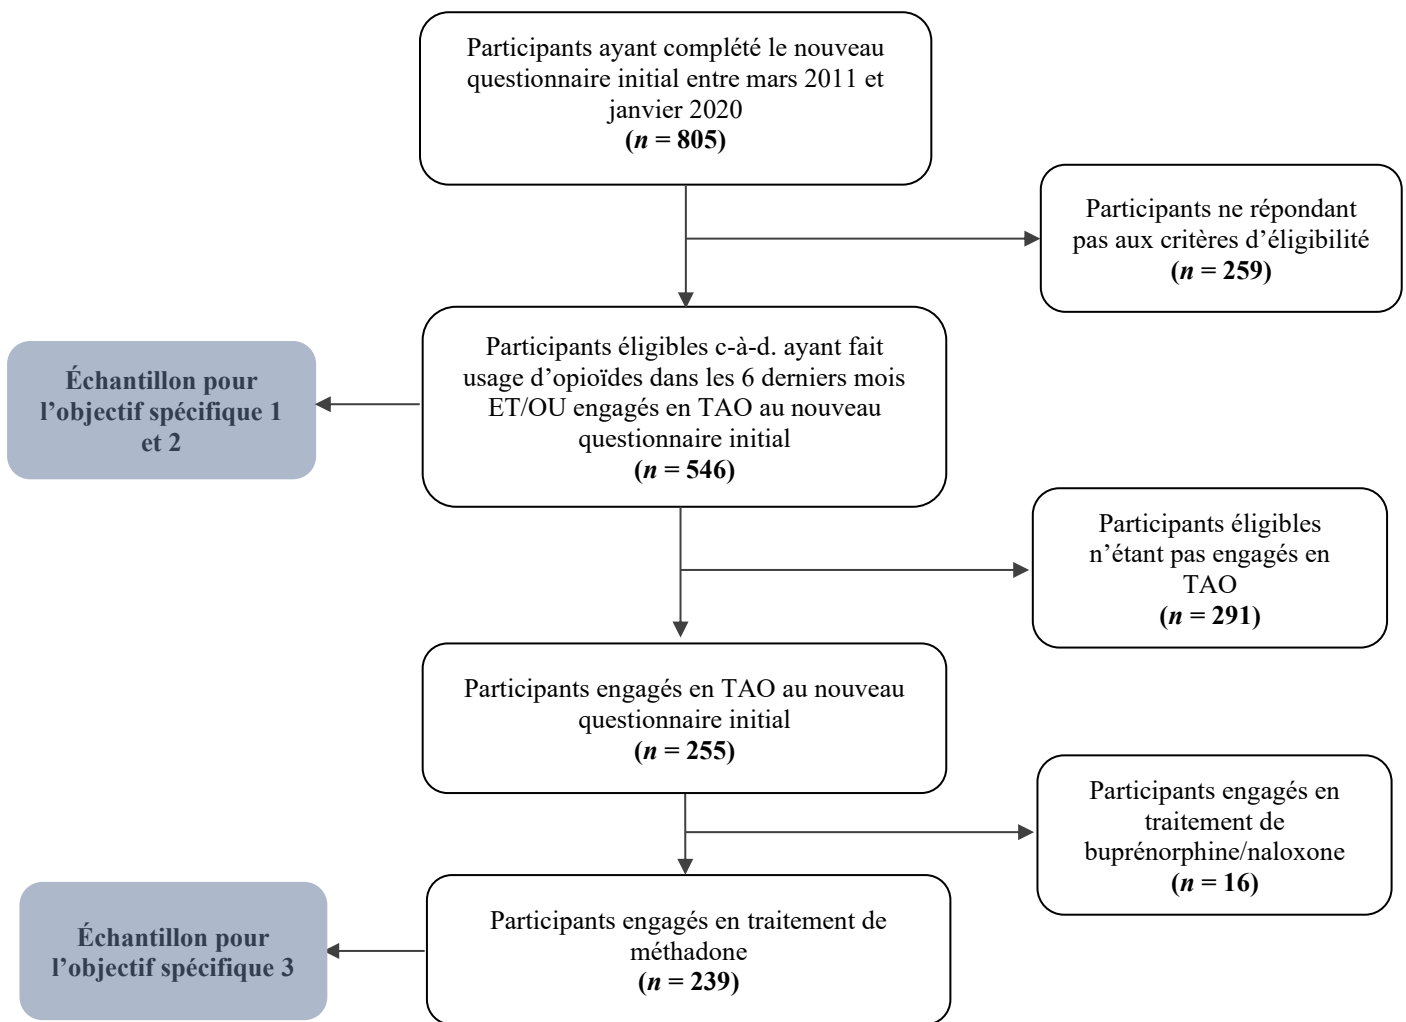 Participants ayant complété le nouveau
questionnaire initial entre mars 2011 et
janvier 2020
(n = 805)
Participants ne répondant
pas aux critères d’éligibilité
(n = 259)
Participants éligibles c-à-d. ayant fait
usage d’opioïdes dans les 6 derniers mois
ET/OU engagés en TAO au nouveau
questionnaire initial
(n = 546)
Échantillon pour
l’objectif spécifique 1
et 2
Participants éligibles
n’étant pas engagés en
TAO
(n = 291)
Participants engagés en TAO au nouveau
questionnaire initial
(n = 255)
Participants engagés en
traitement de
buprénorphine/naloxone
(n = 16)
Participants engagés en traitement de
méthadone
(n = 239)
Échantillon pour
l’objectif spécifique 3